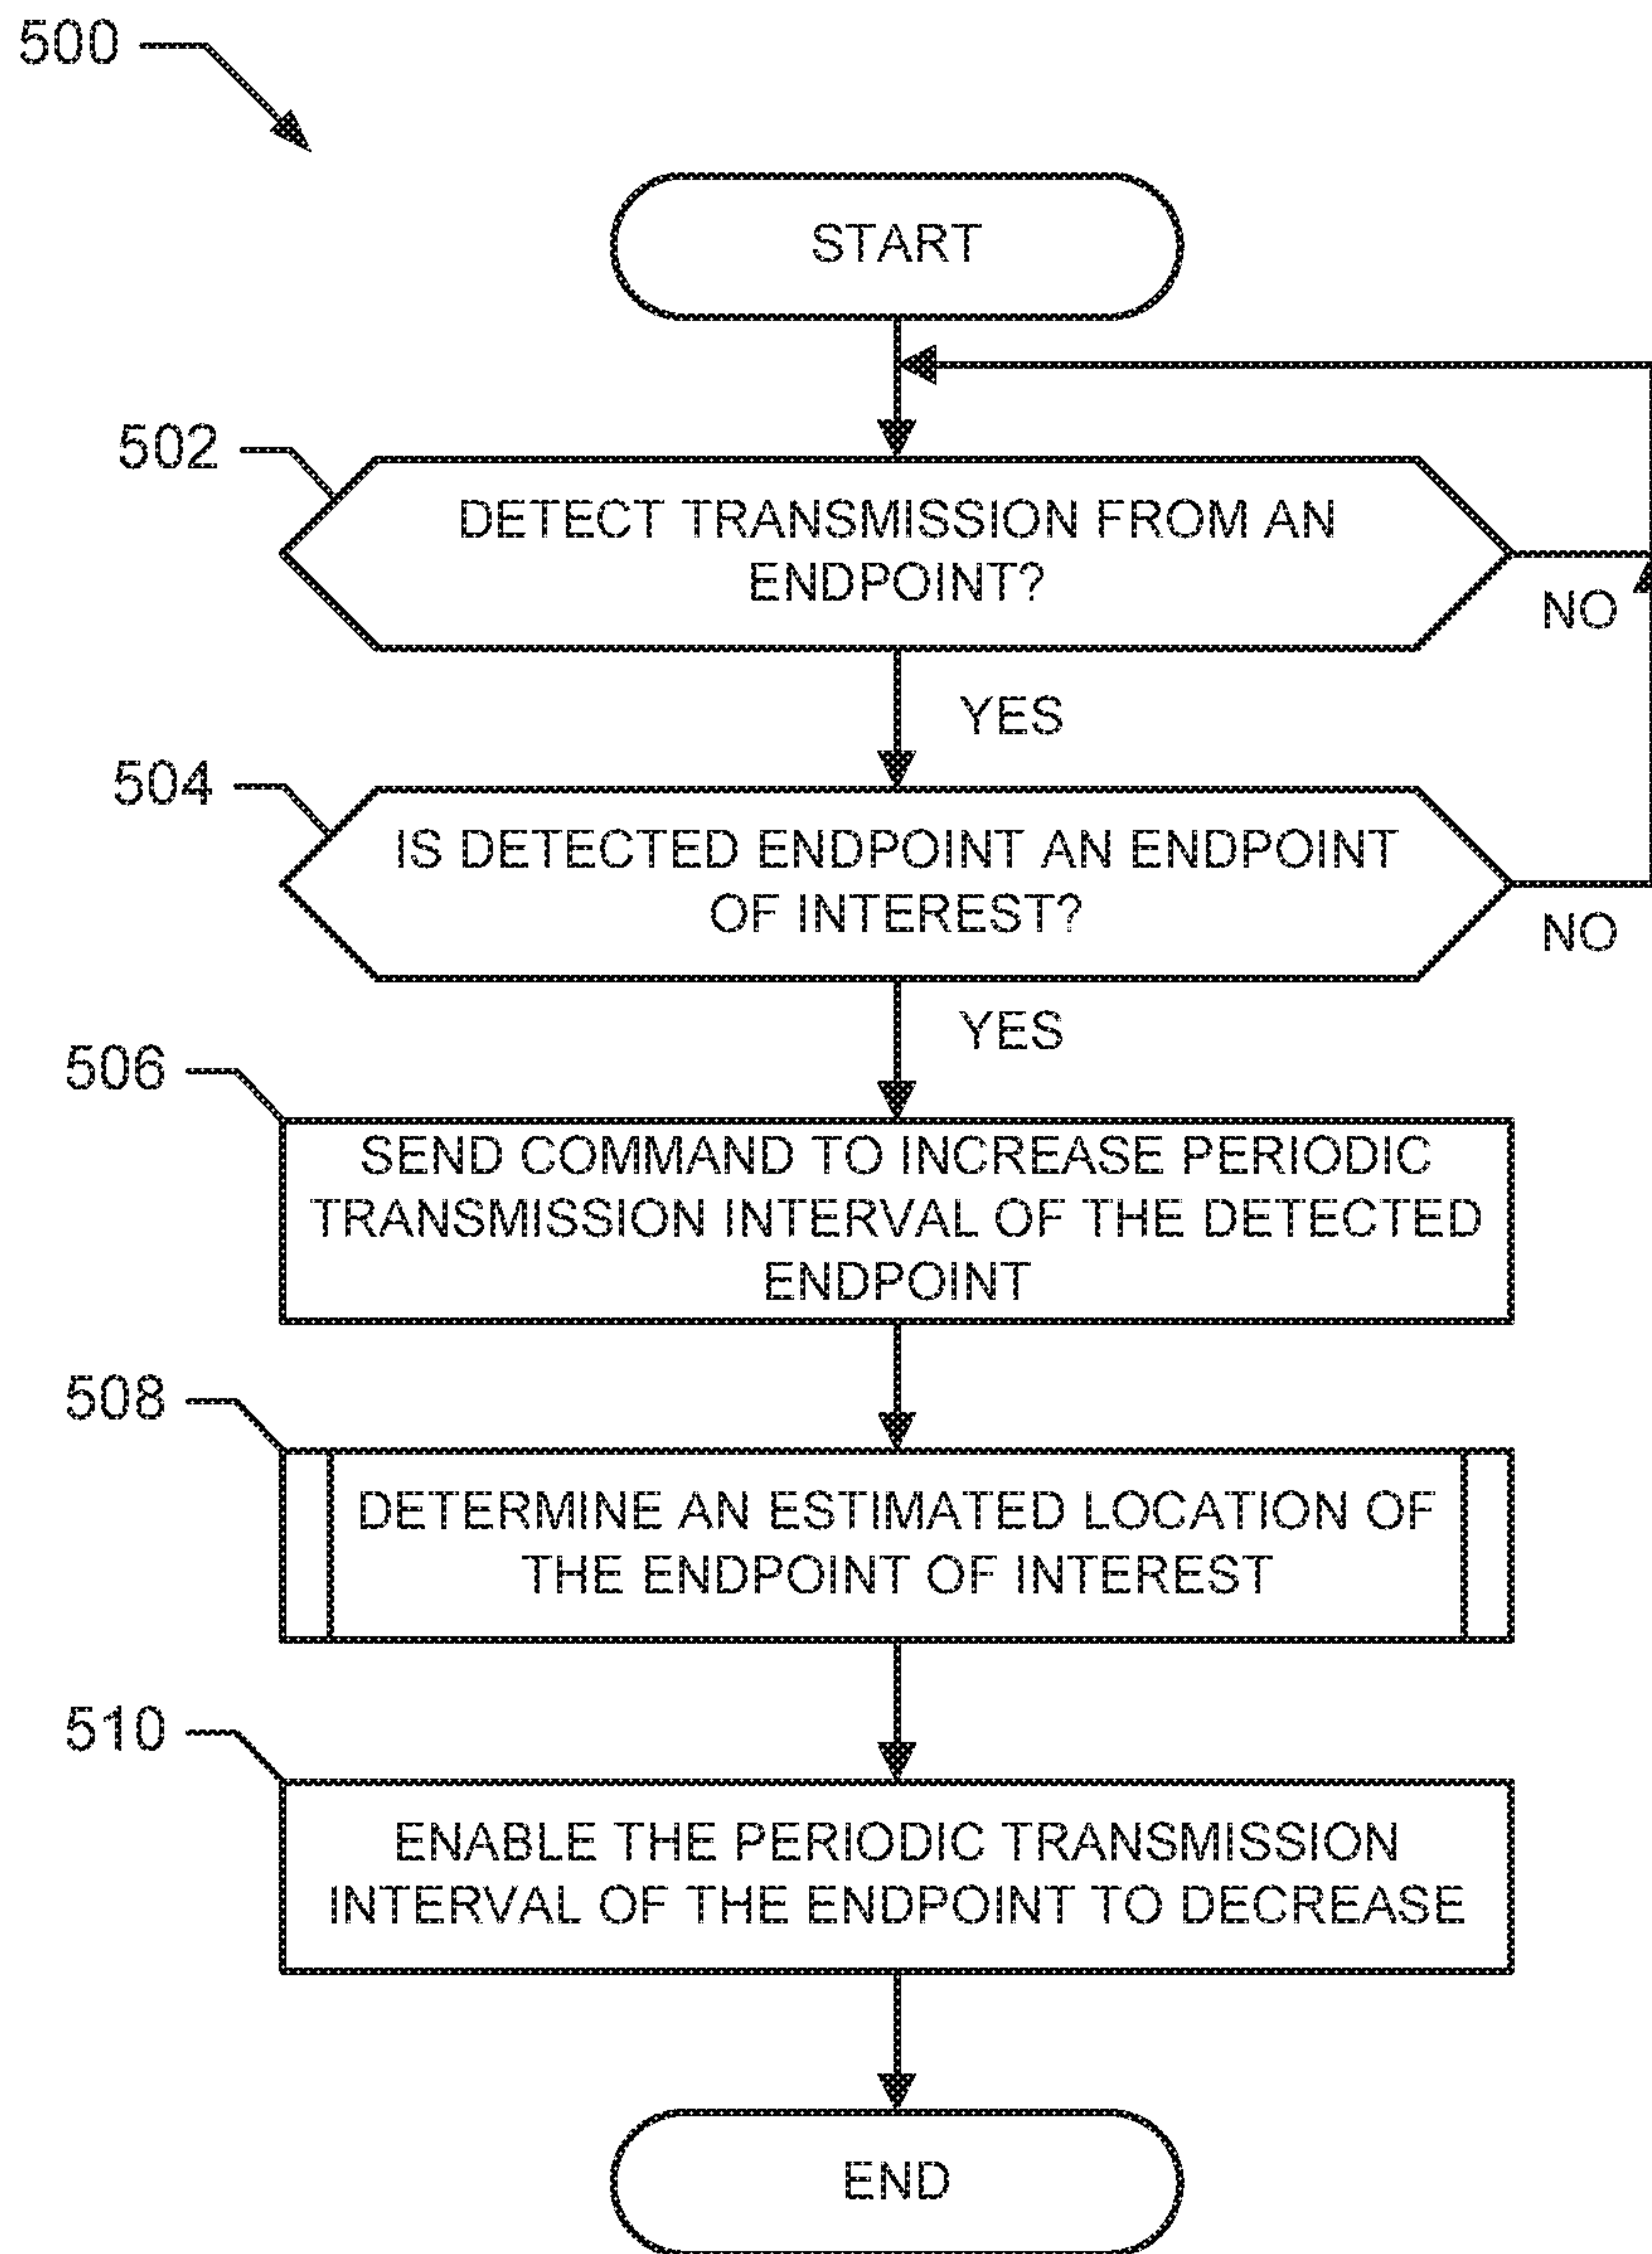 500
START
502
DETECT TRANSMISSION FROM AN
ENDPOINT?
NO
YES
504
IS DETECTED ENDPOINT AN ENDPOINT
OF INTEREST?
NO
YES
506
SEND COMMAND TO INCREASE PERIODIC
TRANSMISSION INTERVAL OF THE DETECTED
ENDPOINT
508
DETERMINE AN ESTIMATED LOCATION OF
THE ENDPOINT OF INTEREST
510
ENABLE THE PERIODIC TRANSMISSION
INTERVAL OF THE ENDPOINT TO DECREASE
END